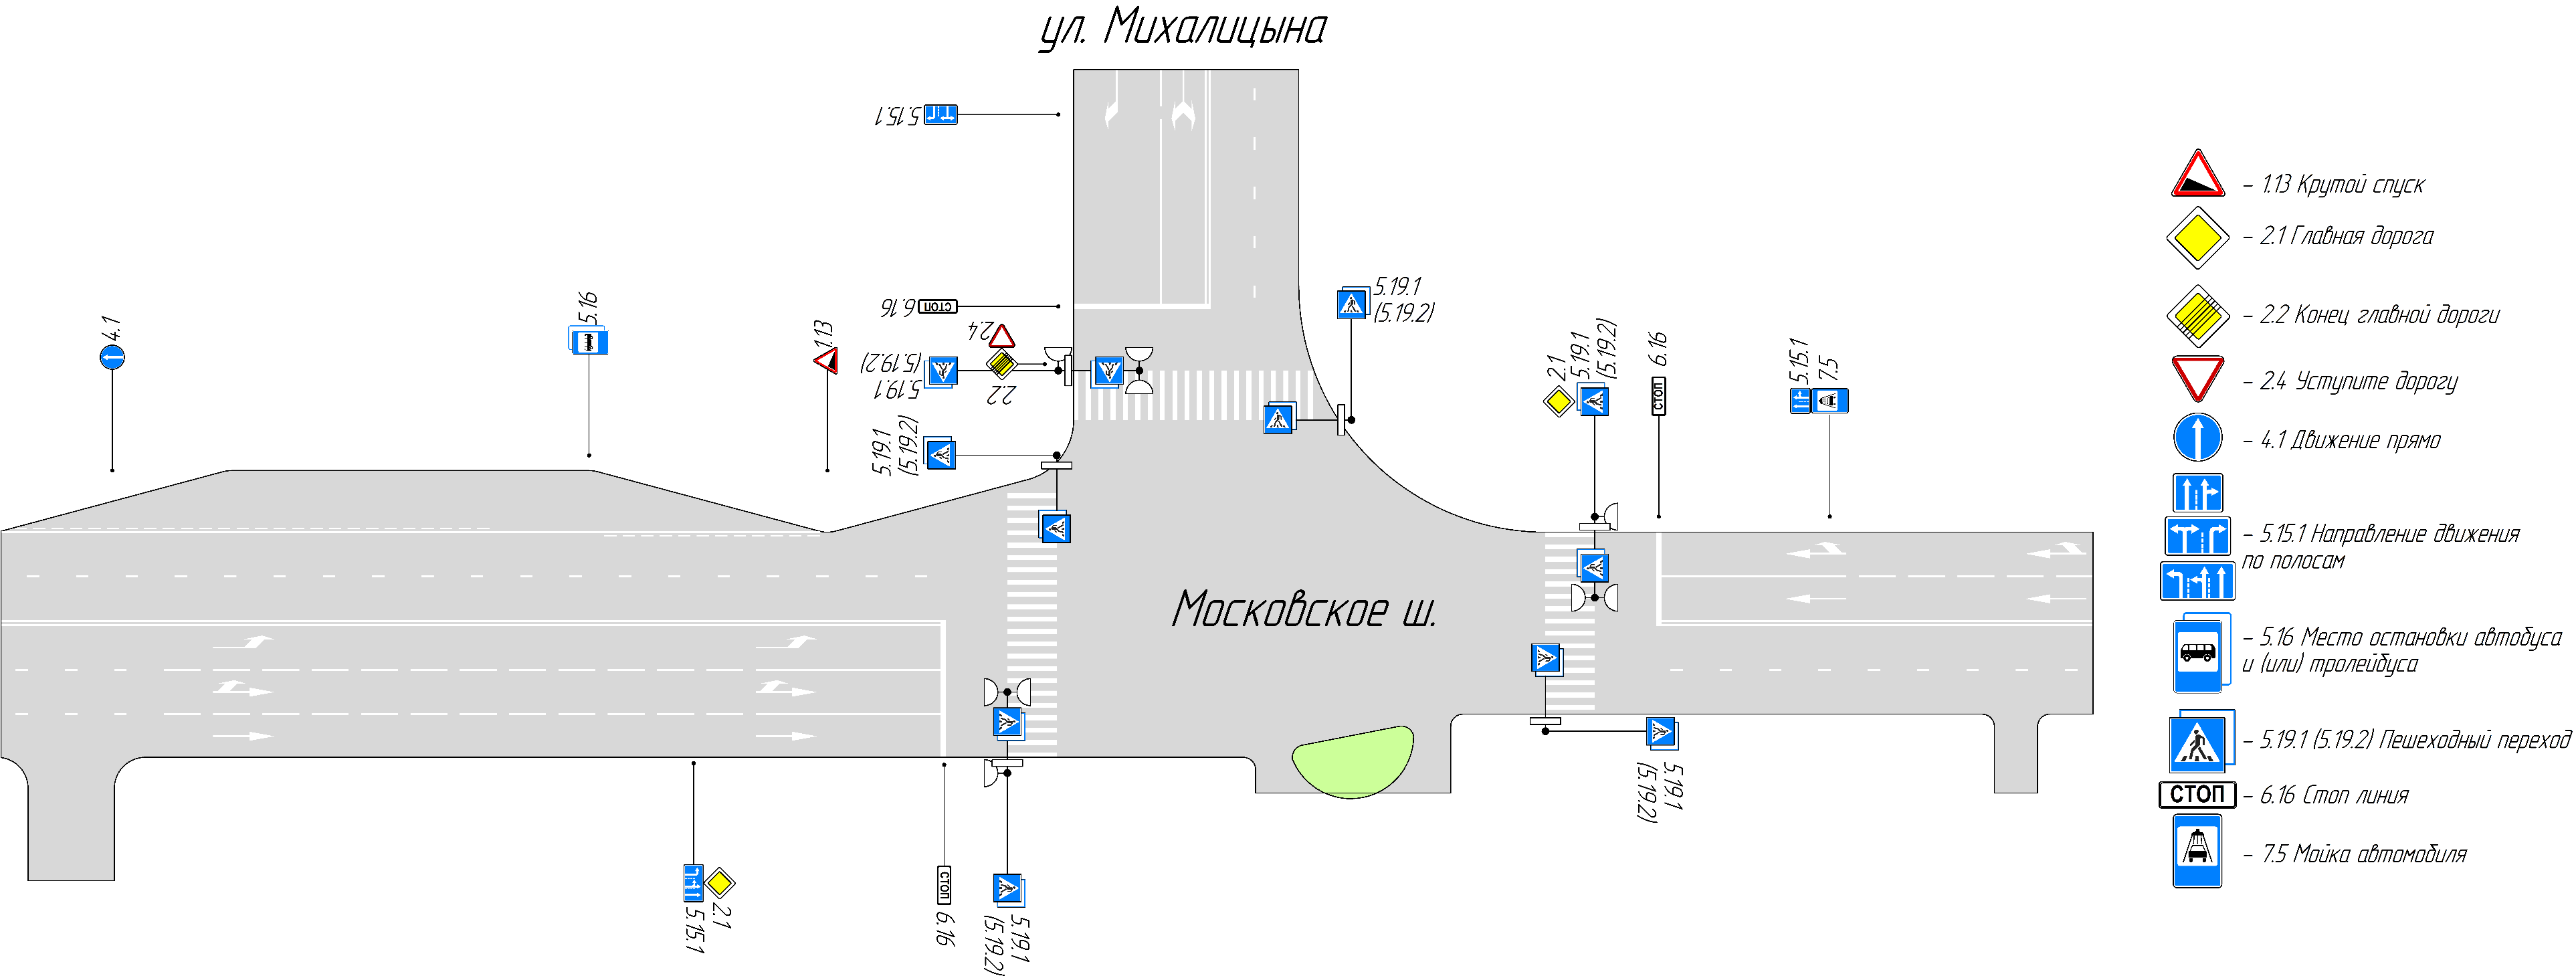 ул. Михалицына
5.15.1
6.16
СТОП
2.4
5.19.1
(5.19.2)
2.2
5.19.1
(5.19.2)
4.1
5.16
1.13
5.19.1
(5.19.2)
2.1
5.19.1
(5.19.2)
6.16
СТОП
5.15.1
7.5
Московское ш.
5.15.1
2.1
СТОП
6.16
5.19.1
(5.19.2)
5.19.1
(5.19.2)
– 1.13 Крутой спуск
– 2.1 Главная дорога
– 2.2 Конец главной дороги
– 2.4 Уступите дорогу
– 4.1 Движение прямо
– 5.15.1 Направление движения
по полосам
– 5.16 Место остановки автобуса
и (или) тролейбуса
– 5.19.1 (5.19.2) Пешеходный переход
СТОП – 6.16 Стоп линия
– 7.5 Мойка автомобиля